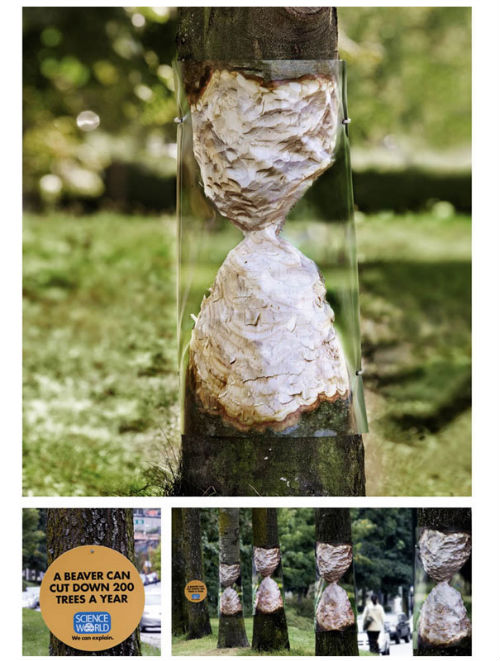 A BEAVER CAN
CUT DOWN 200
TREES A YEAR
SCIENCE
WORLD
We can explain.